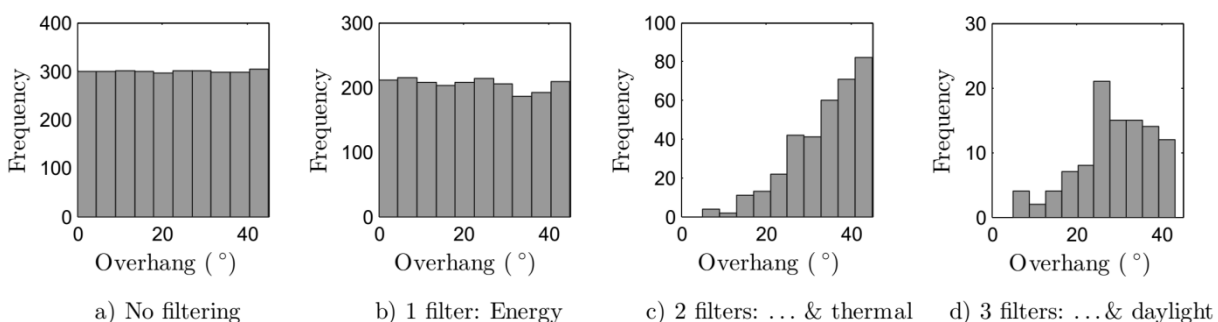 400
300
200
100
0
Frequency
0 20 40
Overhang ( °)
a) No filtering
300
200
100
0
Frequency
0 20 40
Overhang ( °)
b) 1 filter: Energy
100
80
60
40
20
0
Frequency
0 20 40
Overhang ( °)
c) 2 filters: ... & thermal
30
20
10
0
Frequency
0 20 40
Overhang ( °)
d) 3 filters: ...& daylight